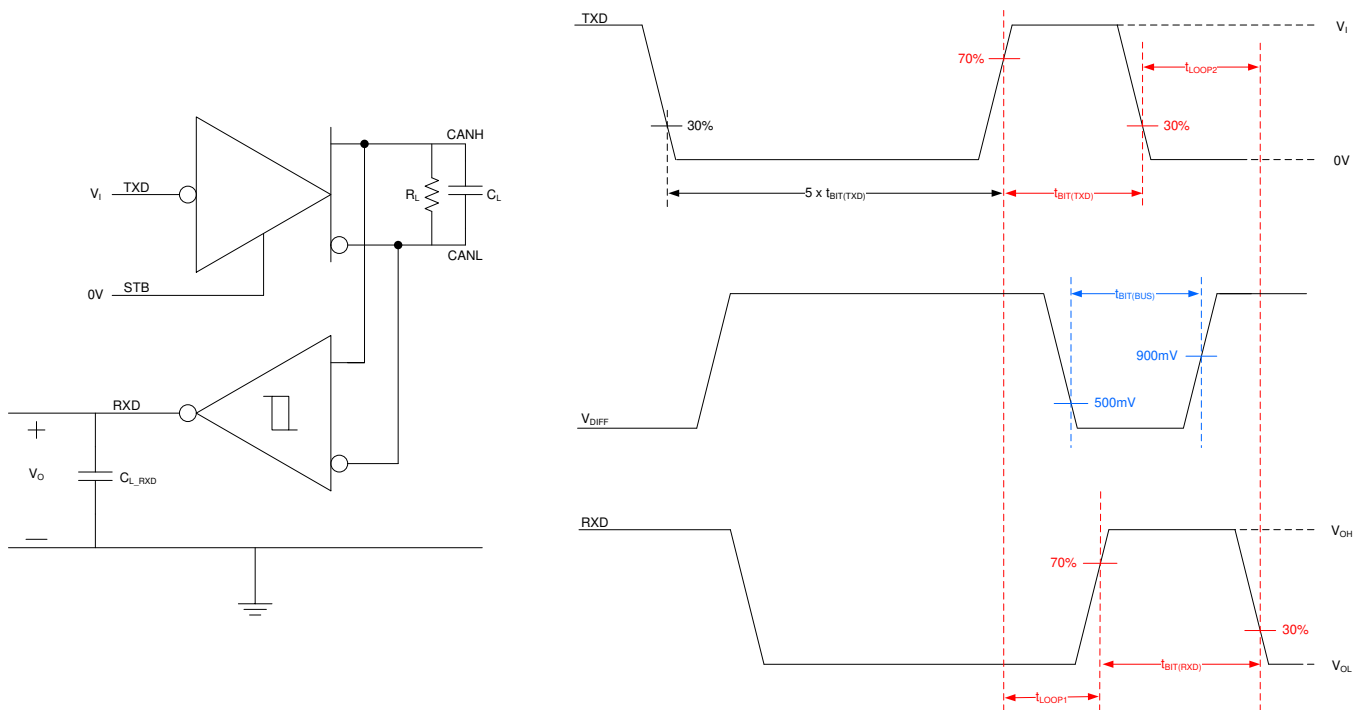 CANH
V_I TXD
R_L C_L
CANL
0V STB
RXD
+
V_O
C_L_RXD
—
TXD
V_I
70%
t_LOOP2
30%
30%
0V
5 x t_BIT(TXD)
t_BIT(TXD)
t_BIT(BUS)
900mV
500mV
V_DIFF
RXD
V_OH
70%
30%
t_BIT(RXD)
V_OL
t_LOOP1